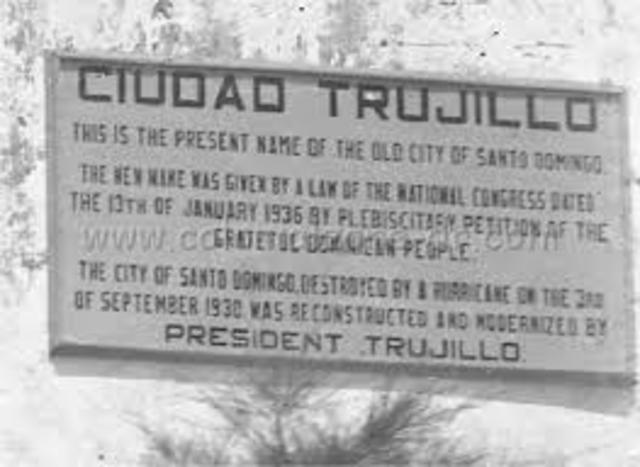 CIUDAD TRUJILLO
THIS IS THE PRESENT NAME OF THE OLD CITY OF SANTO DOMINGO.
THE NEW NAME WAS GIVEN BY A LAW OF THE NATIONAL CONGRESS DATED
THE 13TH OF JANUARY 1936 BY PLEBISCITARY PETITION OF THE
GRATEFUL DOMINICAN PEOPLE.
THE CITY OF SANTO DOMINGO, DESTROYED BY A HURRICANE ON THE 3RD
OF SEPTEMBER 1930 WAS RECONSTRUCTED AND MODERNIZED BY
PRESIDENT TRUJILLO